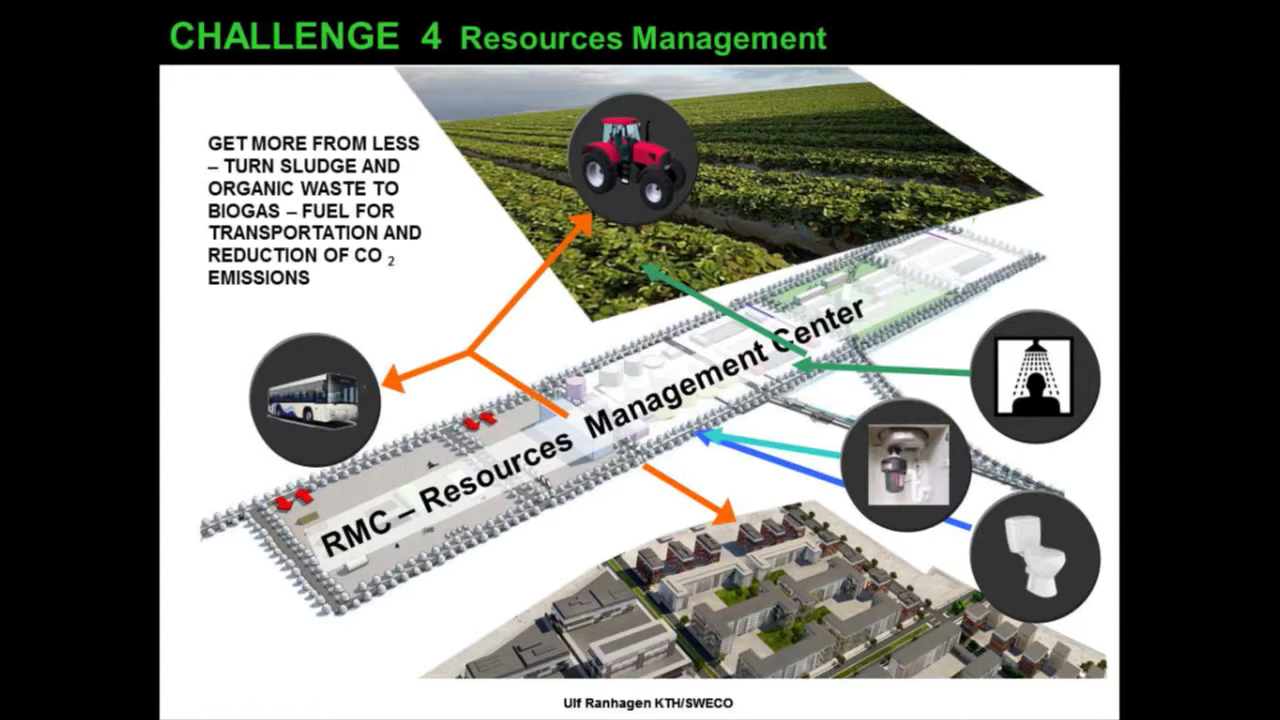 CHALLENGE 4 Resources Management
GET MORE FROM LESS
– TURN SLUDGE AND
ORGANIC WASTE TO
BIOGAS – FUEL FOR
TRANSPORTATION AND
REDUCTION OF CO 2
EMISSIONS
RMC – Resources Management Center
Ulf Ranhagen KTH/SWECO